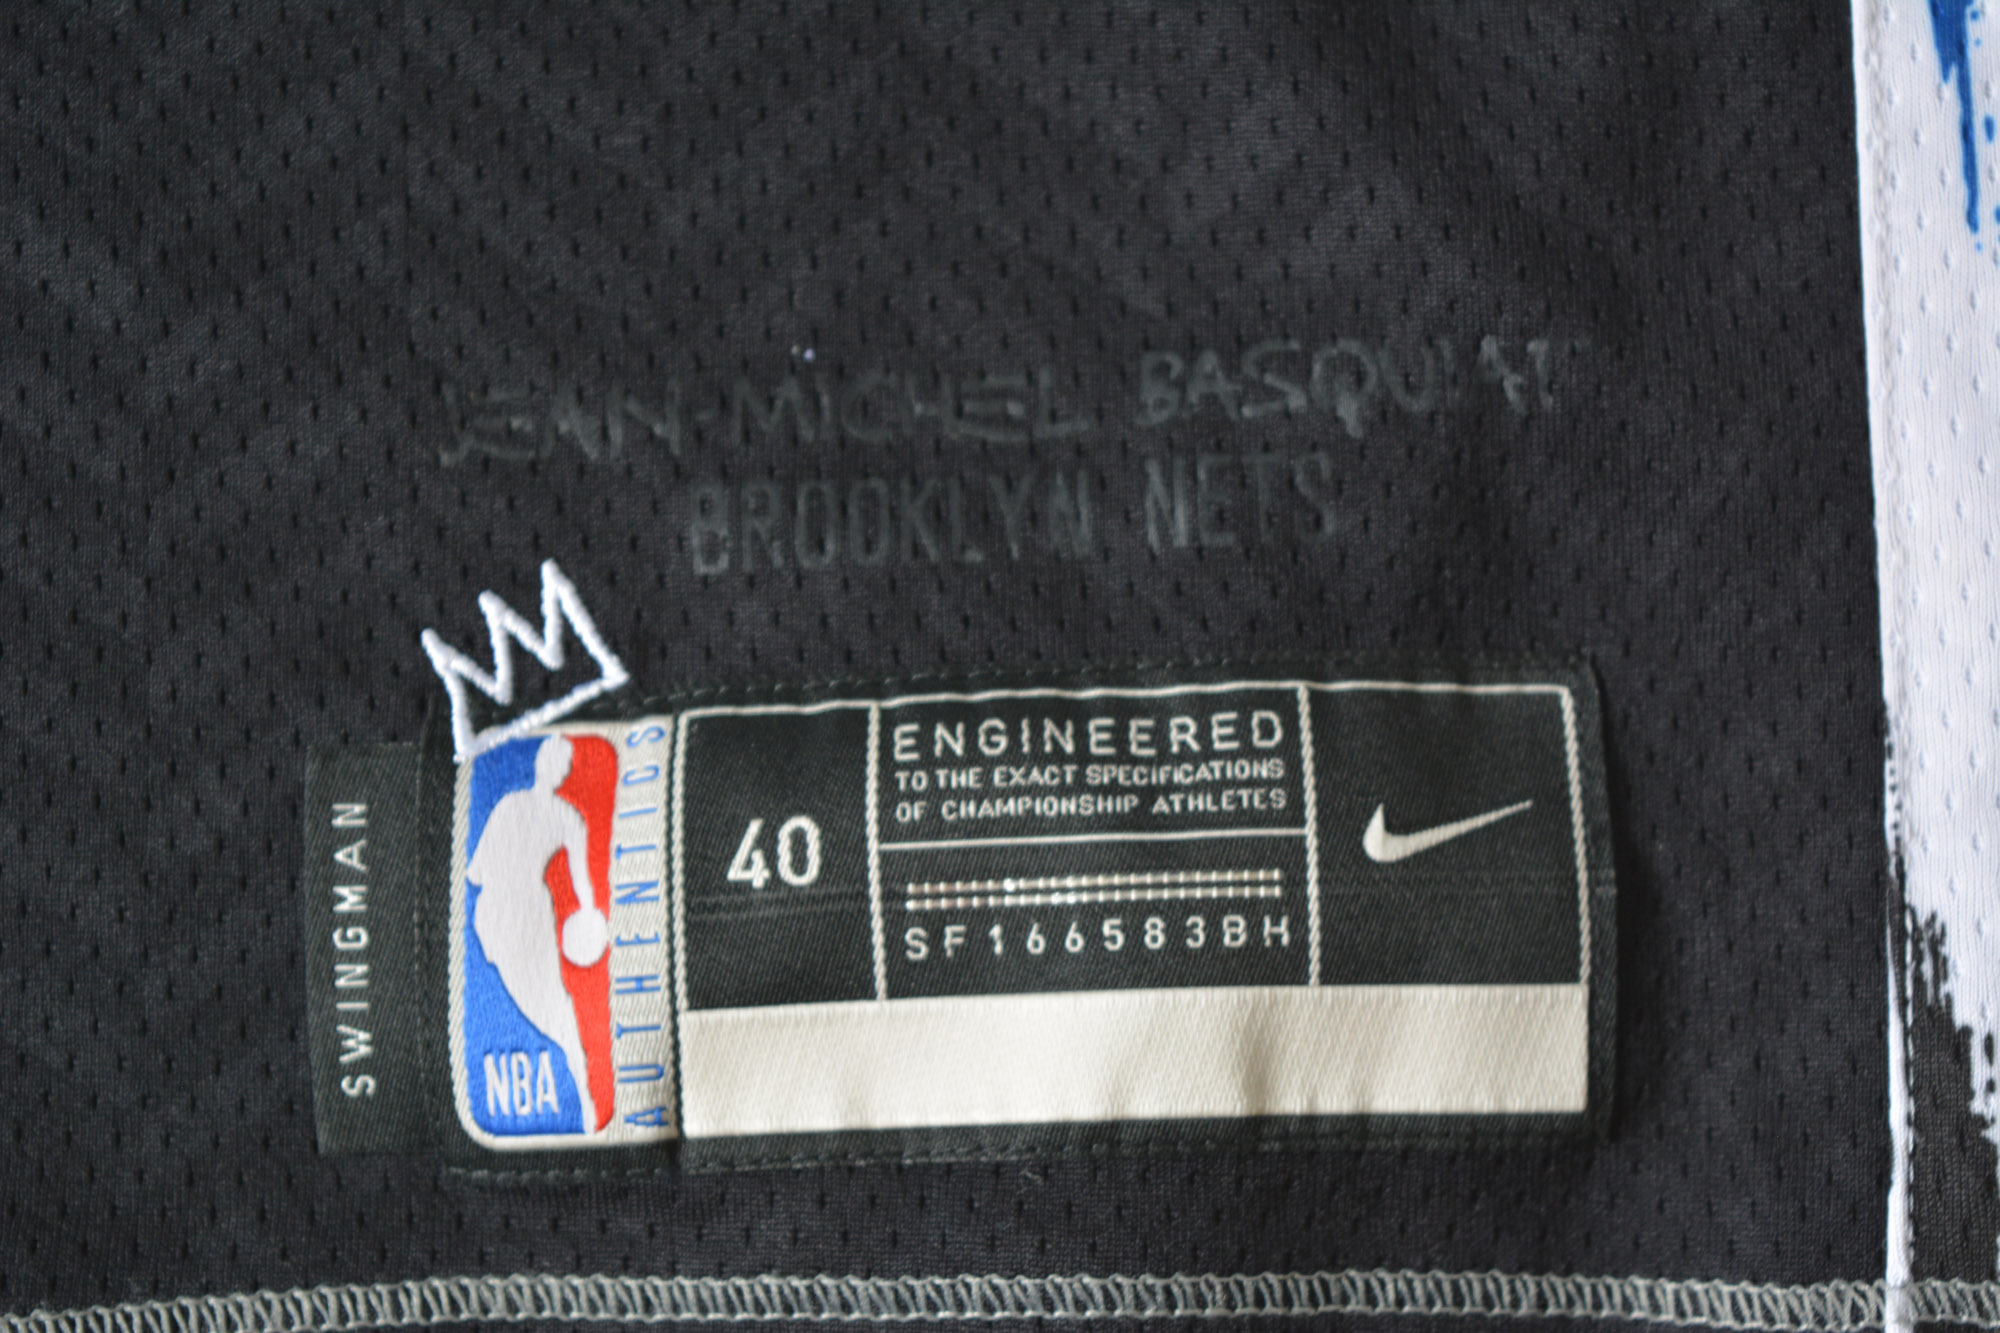 JEAN-MICHEL BASQUIAT
BROOKLYN NETS
SWINGMAN
NBA
AUTHENTICS
40
ENGINEERED
TO THE EXACT SPECIFICATIONS
OF CHAMPIONSHIP ATHLETES
SF166583BH